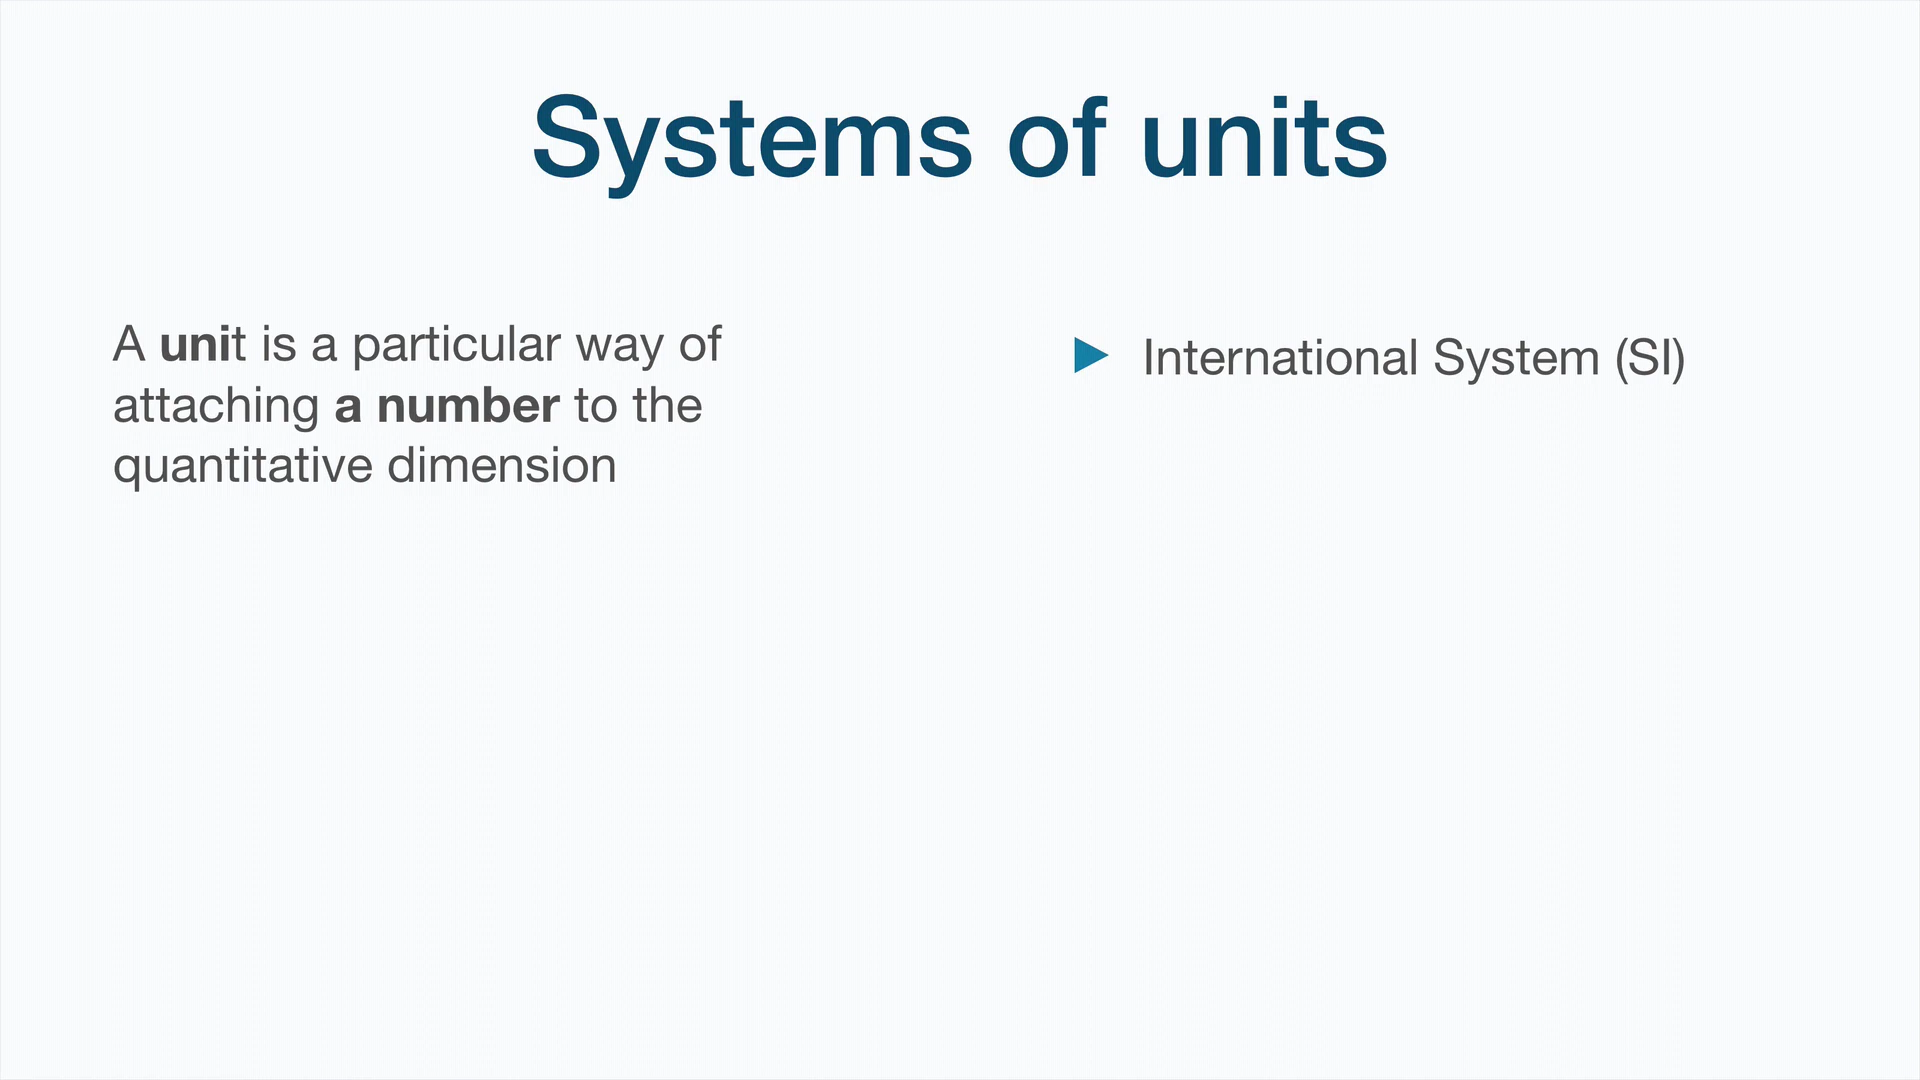 Systems of units
A unit is a particular way of
attaching a number to the
quantitative dimension
International System (SI)